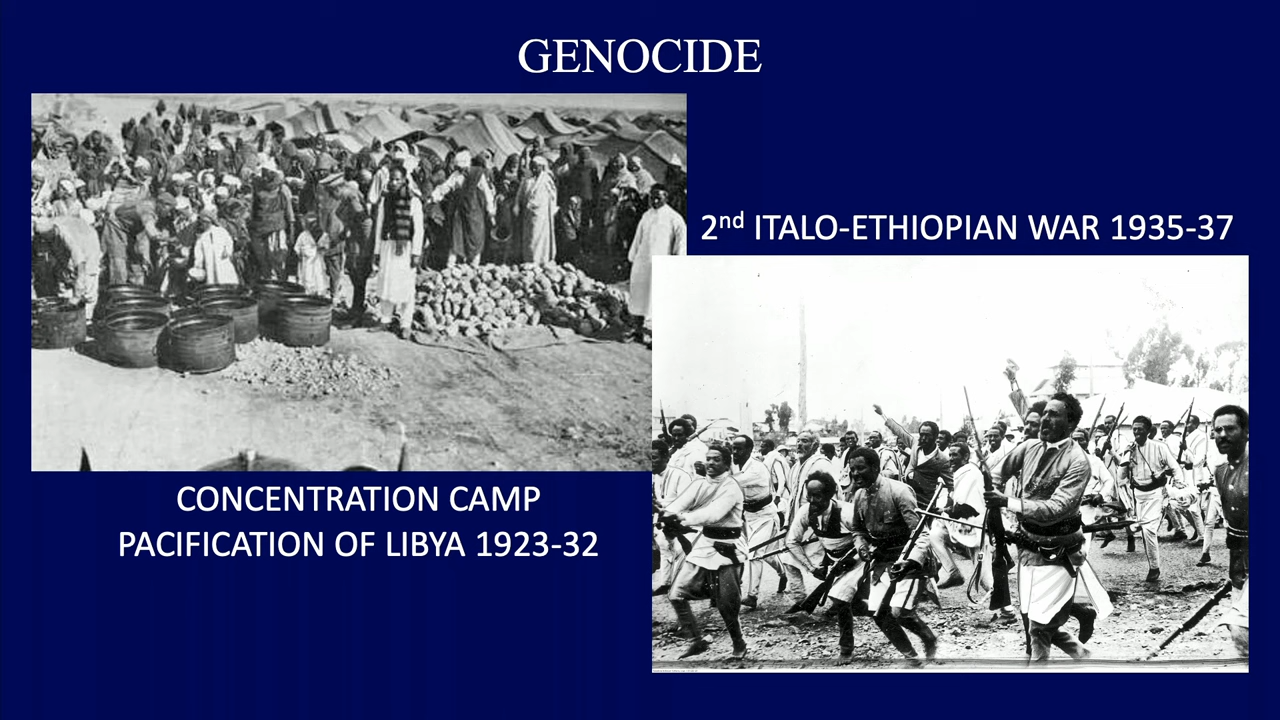 GENOCIDE
2nd ITALO-ETHIOPIAN WAR 1935-37
CONCENTRATION CAMP
PACIFICATION OF LIBYA 1923-32